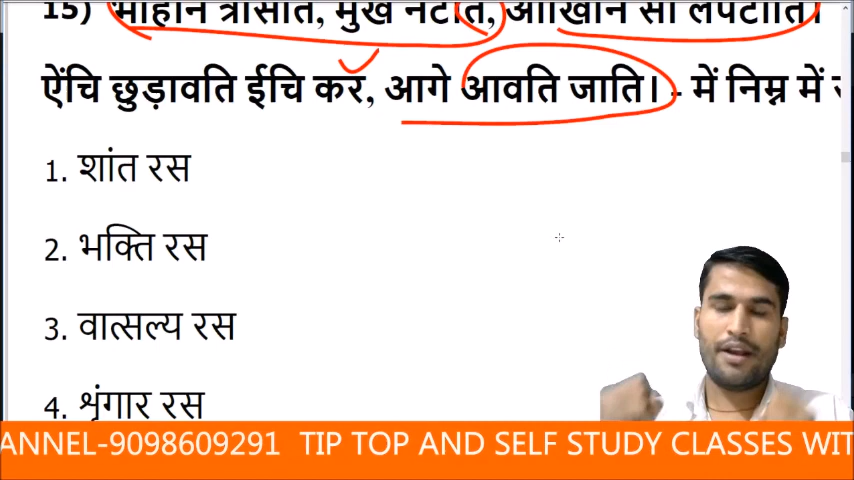 15) भौंहनि त्रासति, मुख नटति, आँखिन सों लपटाति।
ऐंचि छुड़ावति ईचि कर, आगे आवति जाति। - में निम्न में
1. शांत रस
2. भक्ति रस
3. वात्सल्य रस
4. श्रृंगार रस
ANNEL-9098609291 TIP TOP AND SELF STUDY CLASSES WIT